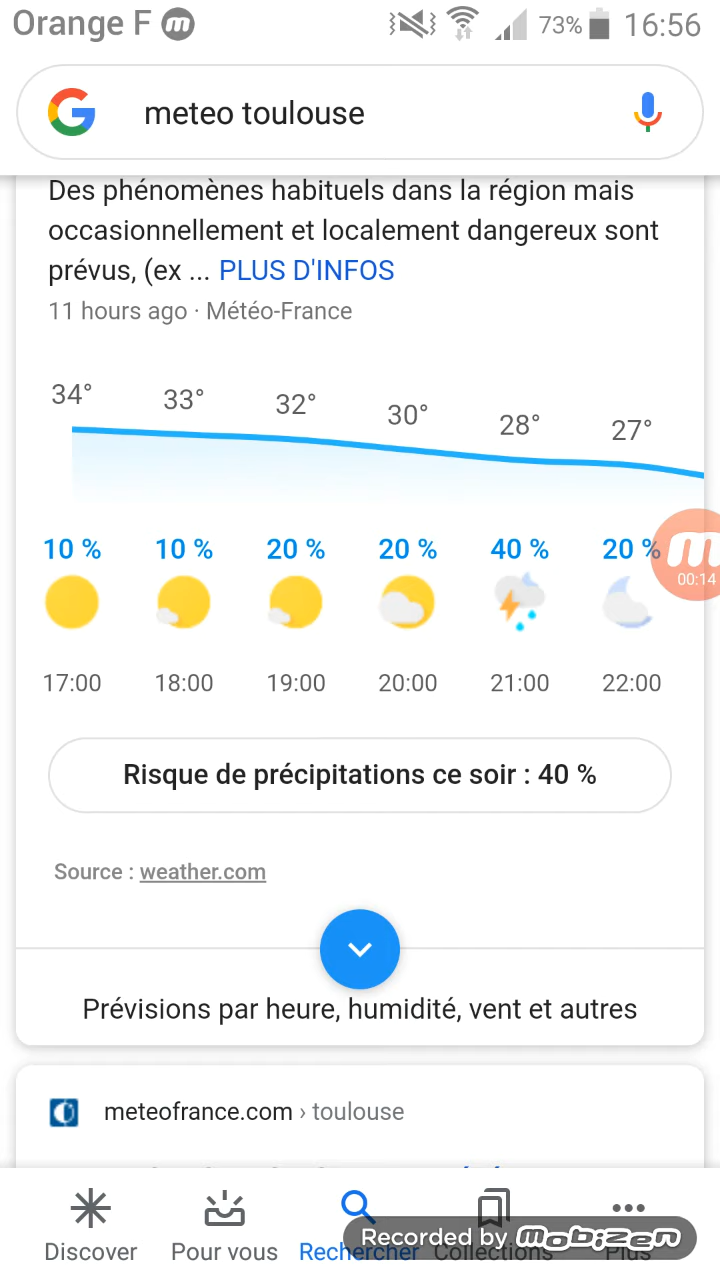 Orange F 73% 16:56
meteo toulouse
Des phénomènes habituels dans la région mais
occasionnellement et localement dangereux sont
prévus, (ex ... PLUS D'INFOS
11 hours ago · Météo-France
34° 33° 32° 30° 28° 27°
10 % 10 % 20 % 20 % 40 % 20 %
00:14
17:00 18:00 19:00 20:00 21:00 22:00
Risque de précipitations ce soir : 40 %
Source : weather.com
Prévisions par heure, humidité, vent et autres
meteofrance.com › toulouse
Recorded by mobizen
Discover Pour vous Rechercher Collections Plus